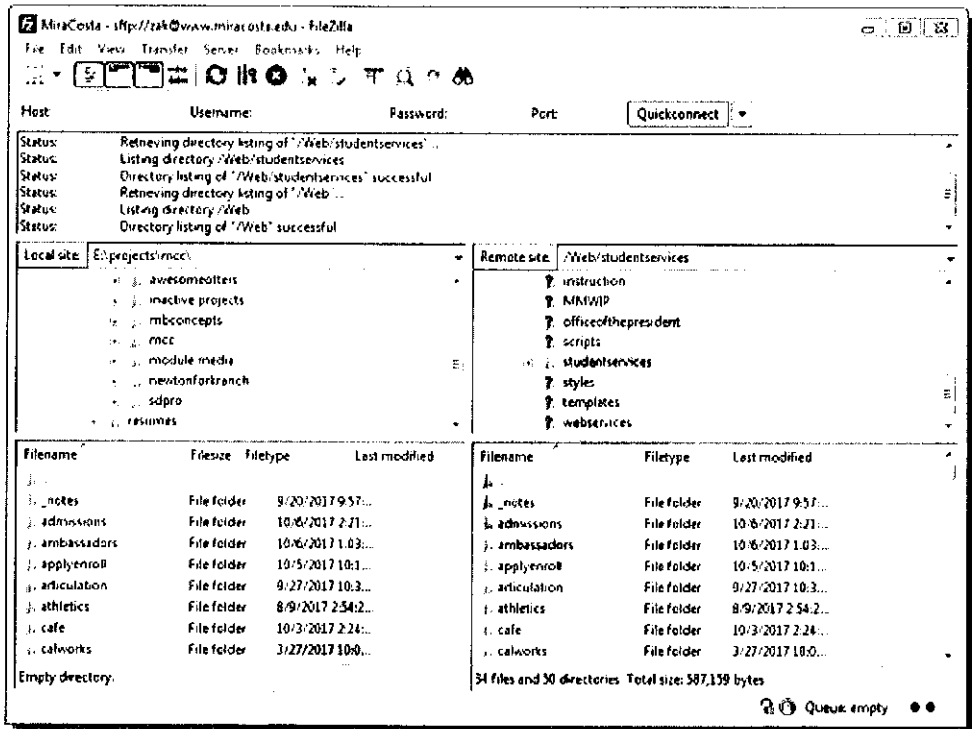 MiraCosta - sftp://zak@www.miracosta.edu - FileZilla
File Edit View Transfer Server Bookmarks Help
Host: Username: Password: Port: Quickconnect
Status: Retrieving directory listing of "/Web/studentservices"...
Status: Listing directory /Web/studentservices
Status: Directory listing of "/Web/studentservices" successful
Status: Retrieving directory listing of "/Web"...
Status: Listing directory /Web
Status: Directory listing of "/Web" successful
Local site: E:\projects\mcc\
awesomeotters
inactive projects
mbconcepts
mcc
module media
newtonforkranch
sdpro
resumes
Remote site: /Web/studentservices
instruction
MMWIP
officeofthepresident
scripts
studentservices
styles
templates
webservices
Filename Filesize Filetype Last modified
..
_notes File folder 9/20/2017 9:57:...
admissions File folder 10/6/2017 2:21:...
ambassadors File folder 10/6/2017 1:03:...
applyenroll File folder 10/5/2017 10:1...
articulation File folder 9/27/2017 10:3...
athletics File folder 8/9/2017 2:54:2...
cafe File folder 10/3/2017 2:24:...
calworks File folder 3/27/2017 10:0...
Empty directory.
Filename Filetype Last modified
..
_notes File folder 9/20/2017 9:57:...
admissions File folder 10/6/2017 2:21:...
ambassadors File folder 10/6/2017 1:03:...
applyenroll File folder 10/5/2017 10:1...
articulation File folder 9/27/2017 10:3...
athletics File folder 8/9/2017 2:54:2...
cafe File folder 10/3/2017 2:24:...
calworks File folder 3/27/2017 10:0...
34 files and 50 directories. Total size: 587,159 bytes
Queue: empty